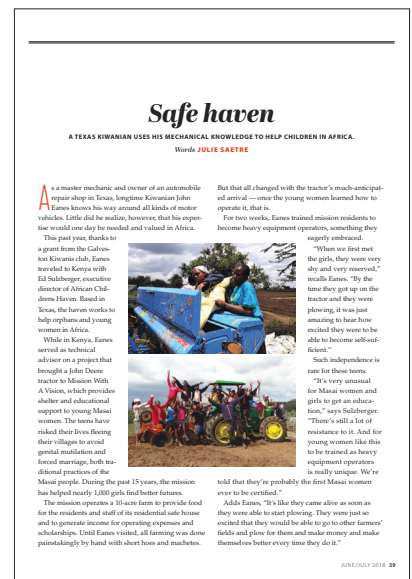 Safe haven
A TEXAS KIWANIAN USES HIS MECHANICAL KNOWLEDGE TO HELP CHILDREN IN AFRICA.
Words JULIE SAETRE
As a master mechanic and owner of an automobile
repair shop in Texas, longtime Kiwanian John
Eanes knows his way around all kinds of motor
vehicles. Little did he realize, however, that his exper-
tise would one day be needed and valued in Africa.
This past year, thanks to
a grant from the Galves-
ton Kiwanis club, Eanes
traveled to Kenya with
Ed Sulzberger, executive
director of African Chil-
drens Haven. Based in
Texas, the haven works to
help orphans and young
women in Africa.
While in Kenya, Eanes
served as technical
advisor on a project that
brought a John Deere
tractor to Mission With
A Vision, which provides
shelter and educational
support to young Masai
women. The teens have
risked their lives fleeing
their villages to avoid
genital mutilation and
forced marriage, both tra-
ditional practices of the
Masai people. During the past 15 years, the mission
has helped nearly 1,000 girls find better futures.
The mission operates a 10-acre farm to provide food
for the residents and staff of its residential safe house
and to generate income for operating expenses and
scholarships. Until Eanes visited, all farming was done
painstakingly by hand with short hoes and machetes.
But that all changed with the tractor's much-anticipat-
ed arrival — once the young women learned how to
operate it, that is.
For two weeks, Eanes trained mission residents to
become heavy equipment operators, something they
eagerly embraced.
"When we first met
the girls, they were very
shy and very reserved,"
recalls Eanes. "By the
time they got up on the
tractor and they were
plowing, it was just
amazing to hear how
excited they were to be
able to become self-suf-
ficient."
Such independence is
rare for these teens.
"It's very unusual
for Masai women and
girls to get an educa-
tion," says Sulzberger.
"There's still a lot of
resistance to it. And for
young women like this
to be trained as heavy
equipment operators
is really unique. We're
told that they're probably the first Masai women
ever to be certified."
Adds Eanes, "It's like they came alive as soon as
they were able to start plowing. They were just so
excited that they would be able to go to other farmers'
fields and plow for them and make money and make
themselves better every time they do it."
JUNE/JULY 2018 39